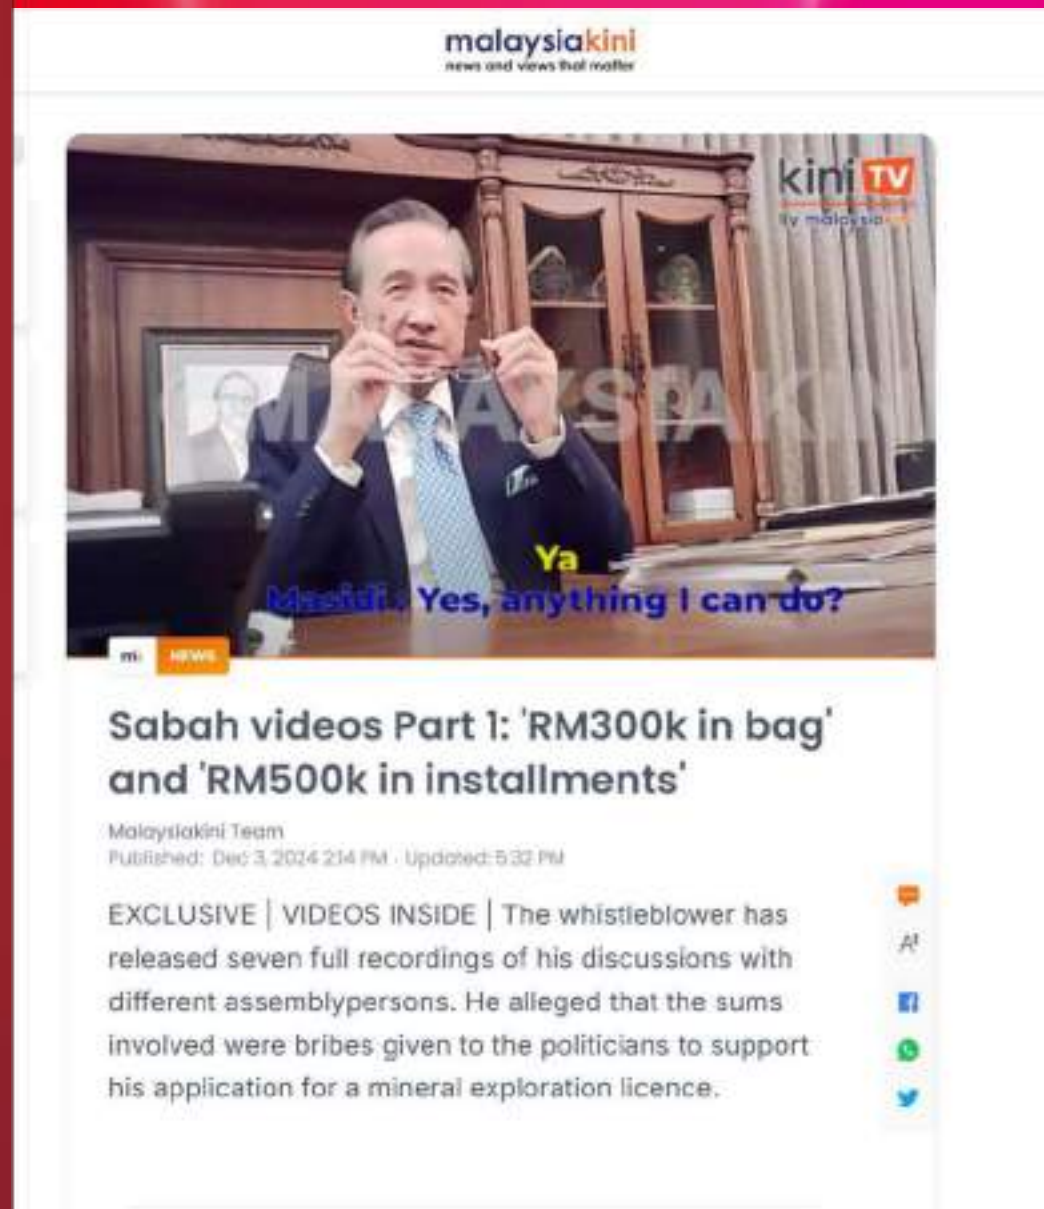 malaysiakini
news and views that matter
kini TV
By malaysiakini
MALAYSIAKINI
Ya
Masidi : Yes, anything I can do?
NEWS
Sabah videos Part 1: 'RM300k in bag'
and 'RM500k in installments'
Malaysiakini Team
Published: Dec 3, 2024 2:14 PM · Updated: 5:32 PM
EXCLUSIVE | VIDEOS INSIDE | The whistleblower has
released seven full recordings of his discussions with
different assemblypersons. He alleged that the sums
involved were bribes given to the politicians to support
his application for a mineral exploration licence.